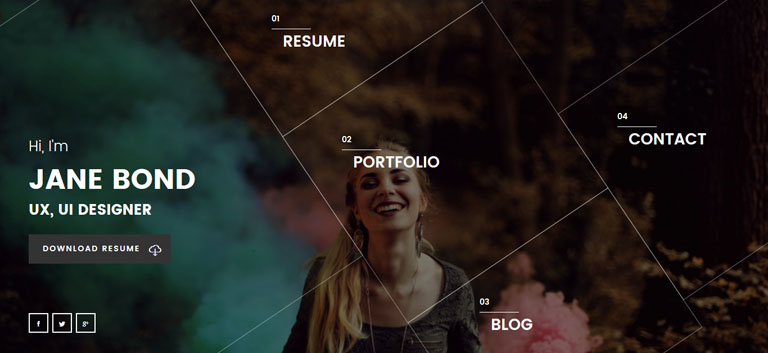 01
RESUME
02
PORTFOLIO
04
CONTACT
Hi, I'm
JANE BOND
UX, UI DESIGNER
DOWNLOAD RESUME
03
BLOG